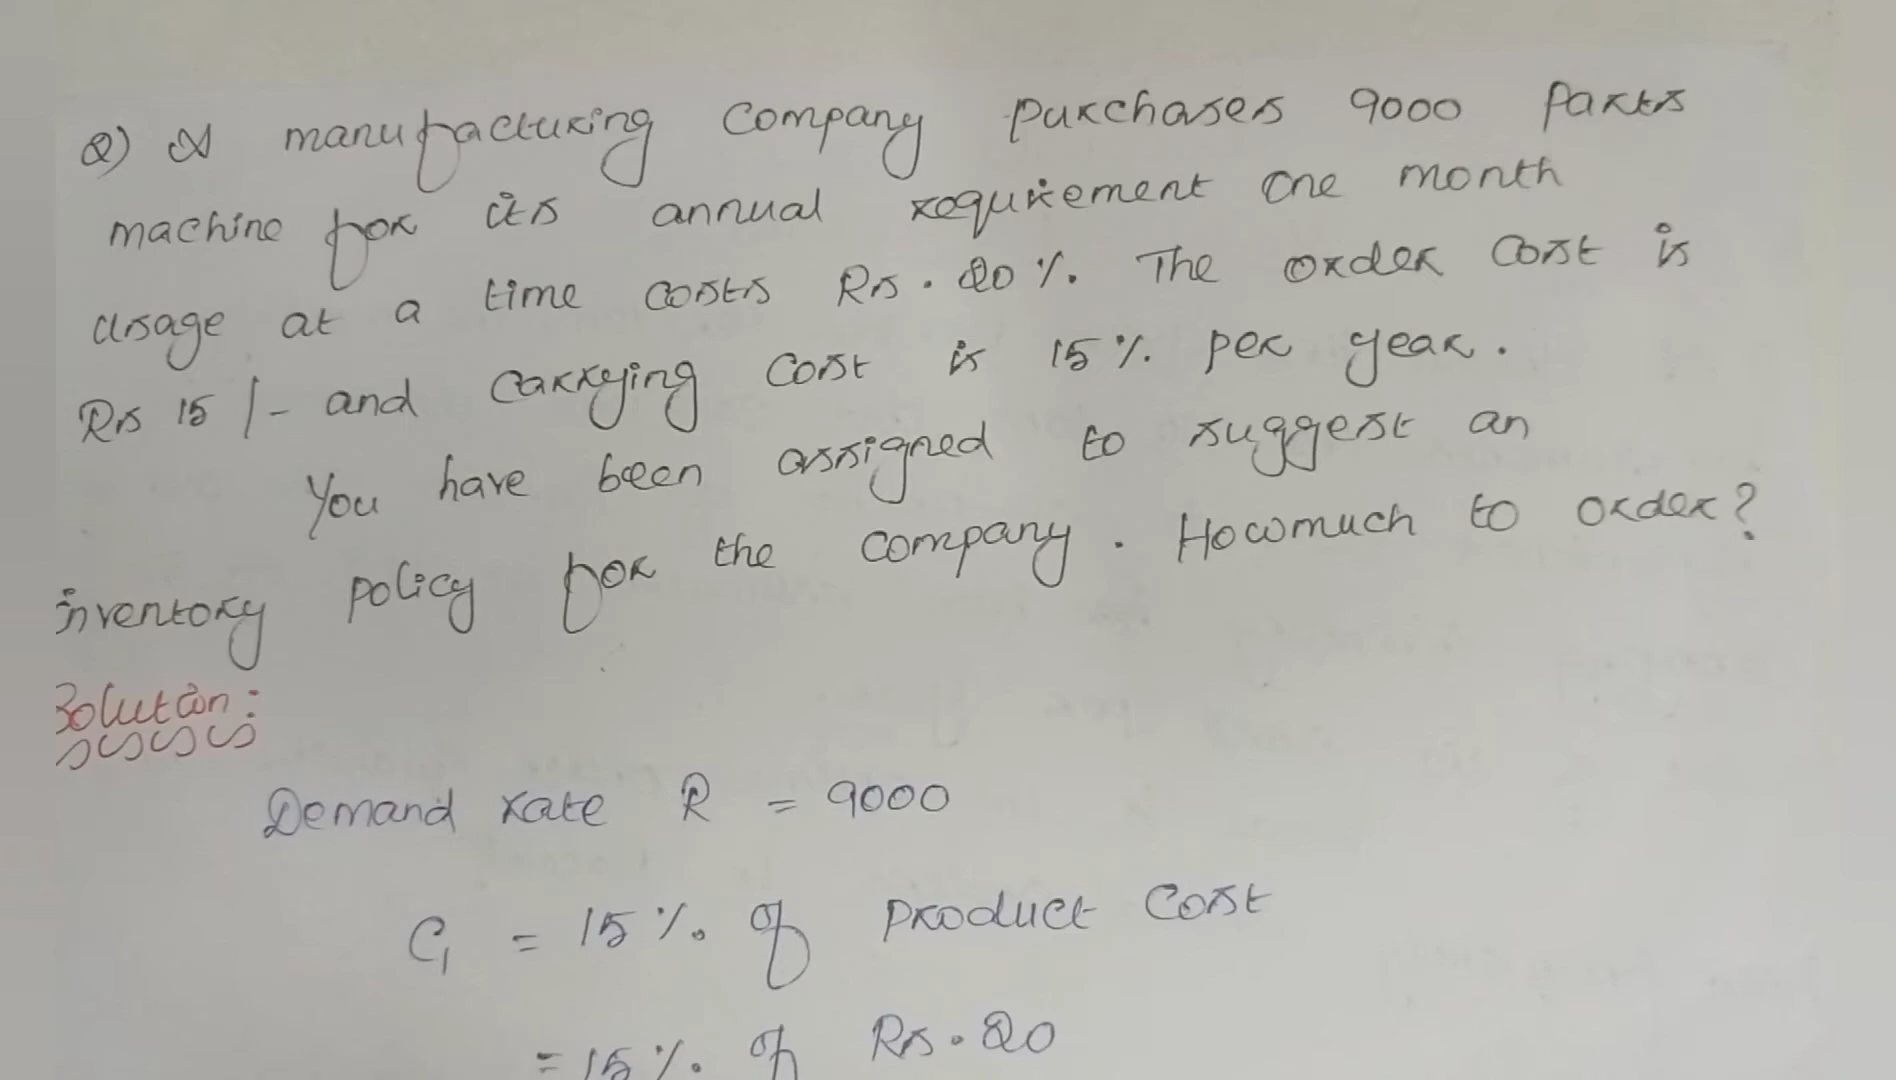 Q) A manufacturing company purchases 9000 parts
machine for its annual requirement one month
usage at a time costs Rs. 20 %. The order cost is
Rs 15 /- and carrying cost is 15 %. per year.
You have been assigned to suggest an
inventory policy for the company. Howmuch to order?
Solution:
Demand rate R = 9000
C1 = 15 %. of product cost
= 15 %. of Rs. 20